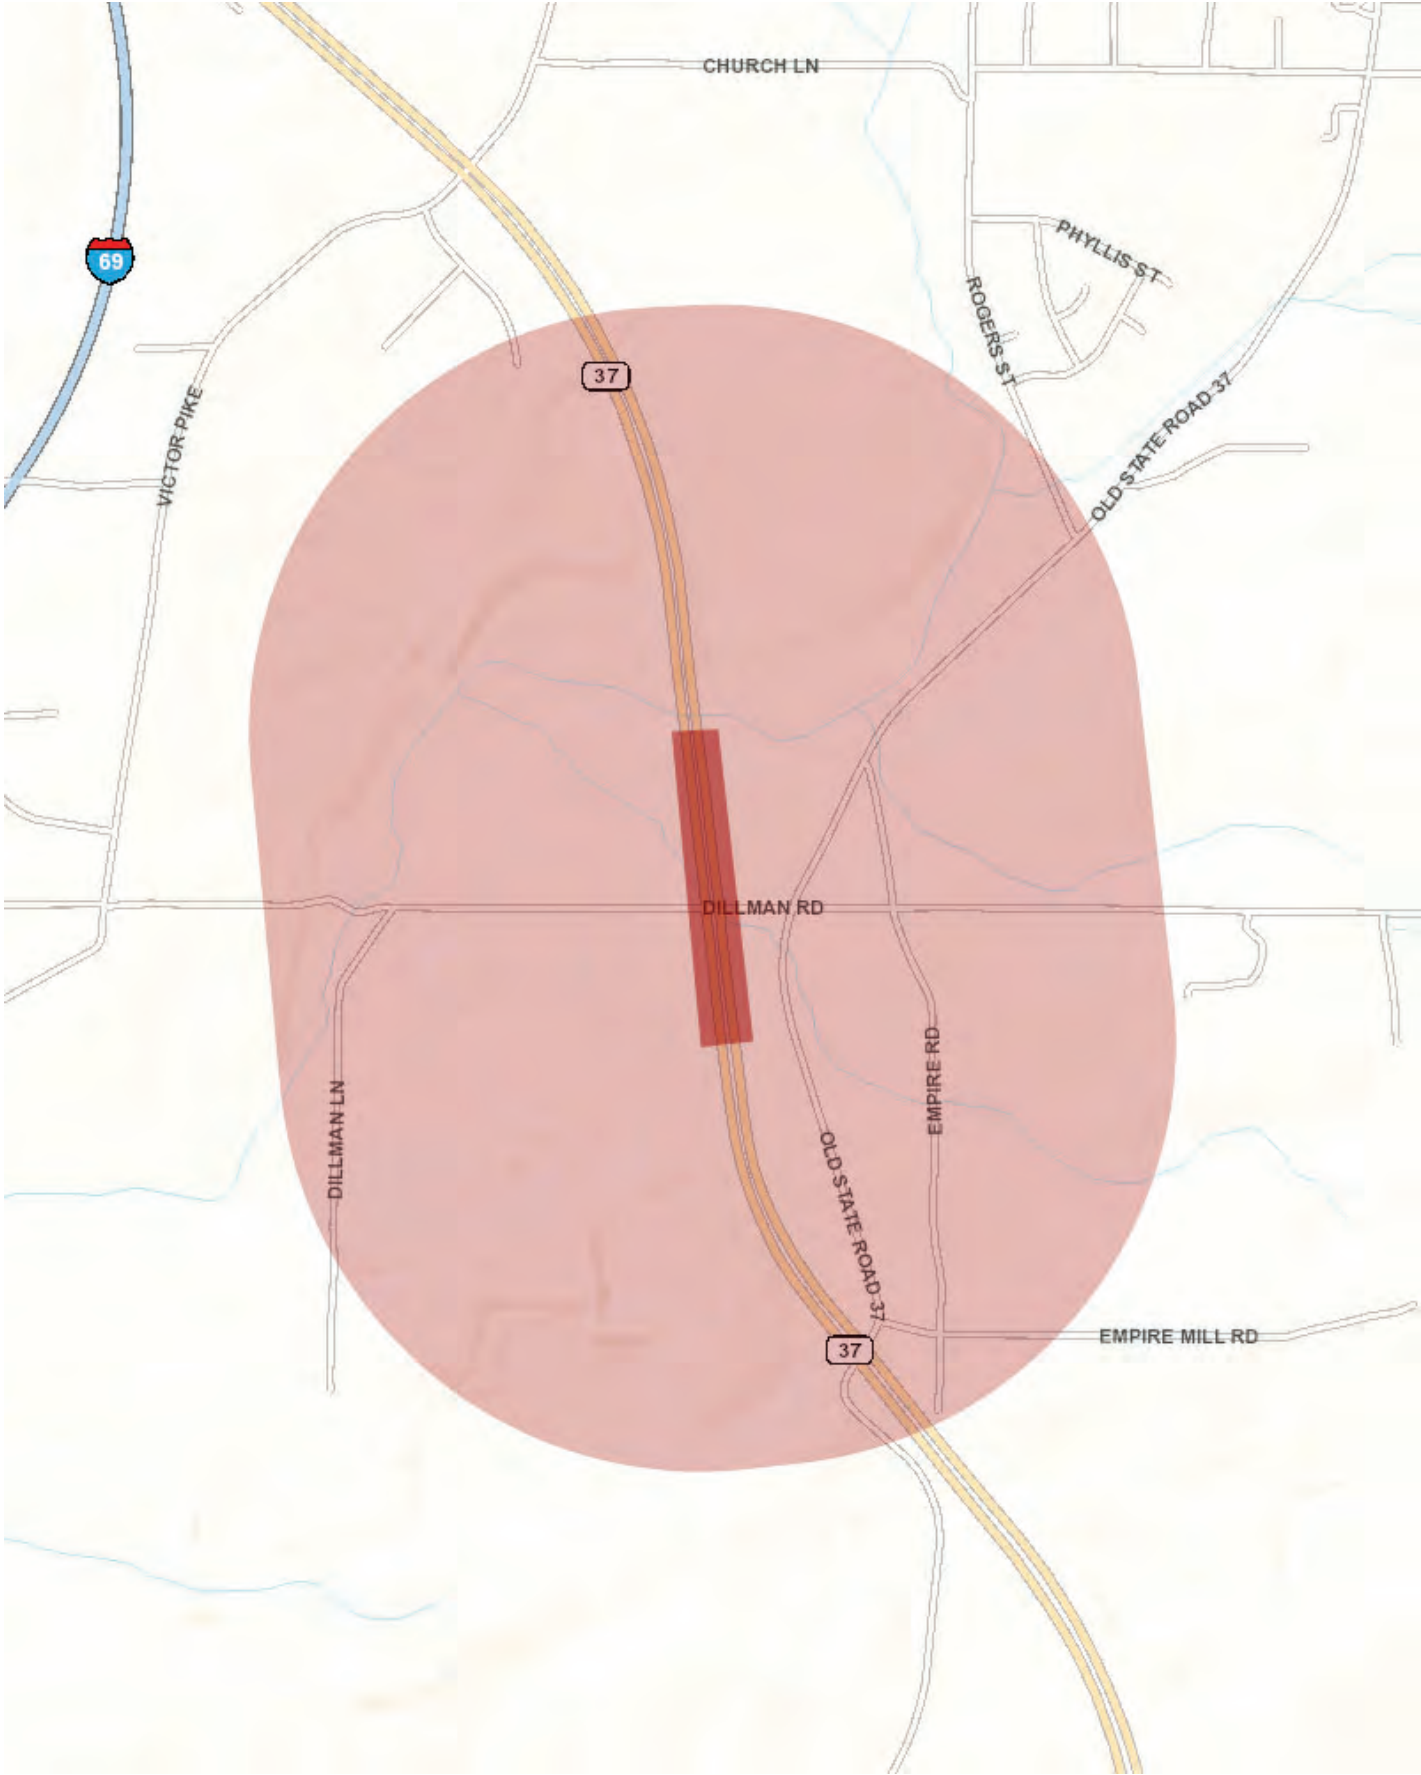 CHURCH LN
PHYLLIS ST
69
ROGERS ST
37
VICTOR PIKE
OLD STATE ROAD 37
DILLMAN RD
EMPIRE RD
DILLMAN LN
OLD STATE ROAD 37
37
EMPIRE MILL RD